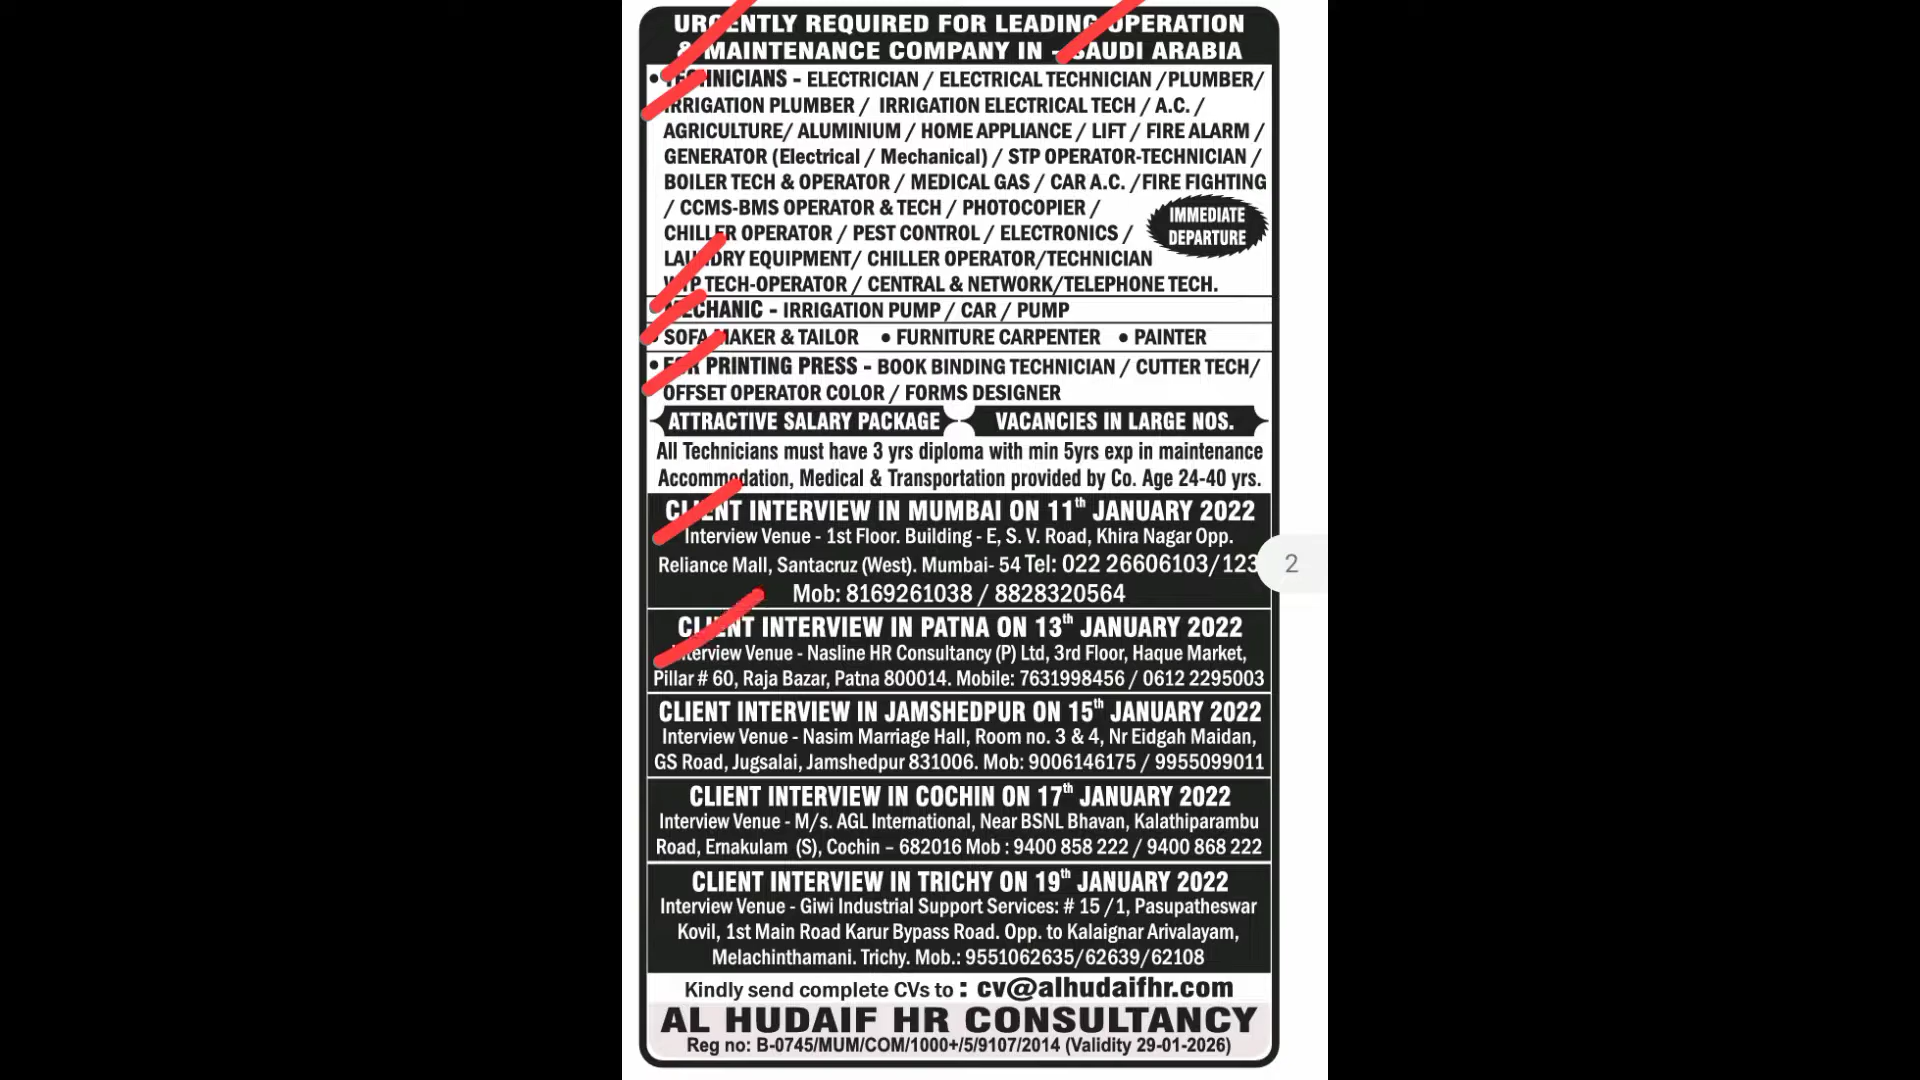 URGENTLY REQUIRED FOR LEADING OPERATION
& MAINTENANCE COMPANY IN - SAUDI ARABIA
• TECHNICIANS - ELECTRICIAN / ELECTRICAL TECHNICIAN /PLUMBER/
IRRIGATION PLUMBER / IRRIGATION ELECTRICAL TECH / A.C. /
AGRICULTURE/ ALUMINIUM / HOME APPLIANCE / LIFT / FIRE ALARM /
GENERATOR (Electrical / Mechanical) / STP OPERATOR-TECHNICIAN /
BOILER TECH & OPERATOR / MEDICAL GAS / CAR A.C. /FIRE FIGHTING
/ CCMS-BMS OPERATOR & TECH / PHOTOCOPIER /
CHILLER OPERATOR / PEST CONTROL / ELECTRONICS /
LAUNDRY EQUIPMENT/ CHILLER OPERATOR/TECHNICIAN
WTP TECH-OPERATOR / CENTRAL & NETWORK/TELEPHONE TECH.
IMMEDIATE
DEPARTURE
MECHANIC - IRRIGATION PUMP / CAR / PUMP
• SOFA MAKER & TAILOR • FURNITURE CARPENTER • PAINTER
• FOR PRINTING PRESS - BOOK BINDING TECHNICIAN / CUTTER TECH/
OFFSET OPERATOR COLOR / FORMS DESIGNER
ATTRACTIVE SALARY PACKAGE VACANCIES IN LARGE NOS.
All Technicians must have 3 yrs diploma with min 5yrs exp in maintenance
Accommodation, Medical & Transportation provided by Co. Age 24-40 yrs.
CLIENT INTERVIEW IN MUMBAI ON 11th JANUARY 2022
Interview Venue - 1st Floor. Building - E, S. V. Road, Khira Nagar Opp.
Reliance Mall, Santacruz (West). Mumbai- 54 Tel: 022 26606103/123
2
Mob: 8169261038 / 8828320564
CLIENT INTERVIEW IN PATNA ON 13th JANUARY 2022
Interview Venue - Nasline HR Consultancy (P) Ltd, 3rd Floor, Haque Market,
Pillar # 60, Raja Bazar, Patna 800014. Mobile: 7631998456 / 0612 2295003
CLIENT INTERVIEW IN JAMSHEDPUR ON 15th JANUARY 2022
Interview Venue - Nasim Marriage Hall, Room no. 3 & 4, Nr Eidgah Maidan,
GS Road, Jugsalai, Jamshedpur 831006. Mob: 9006146175 / 9955099011
CLIENT INTERVIEW IN COCHIN ON 17th JANUARY 2022
Interview Venue - M/s. AGL International, Near BSNL Bhavan, Kalathiparambu
Road, Ernakulam (S), Cochin – 682016 Mob : 9400 858 222 / 9400 868 222
CLIENT INTERVIEW IN TRICHY ON 19th JANUARY 2022
Interview Venue - Giwi Industrial Support Services: # 15 /1, Pasupatheswar
Kovil, 1st Main Road Karur Bypass Road. Opp. to Kalaignar Arivalayam,
Melachinthamani. Trichy. Mob.: 9551062635/62639/62108
Kindly send complete CVs to : cv@alhudaifhr.com
AL HUDAIF HR CONSULTANCY
Reg no: B-0745/MUM/COM/1000+/5/9107/2014 (Validity 29-01-2026)